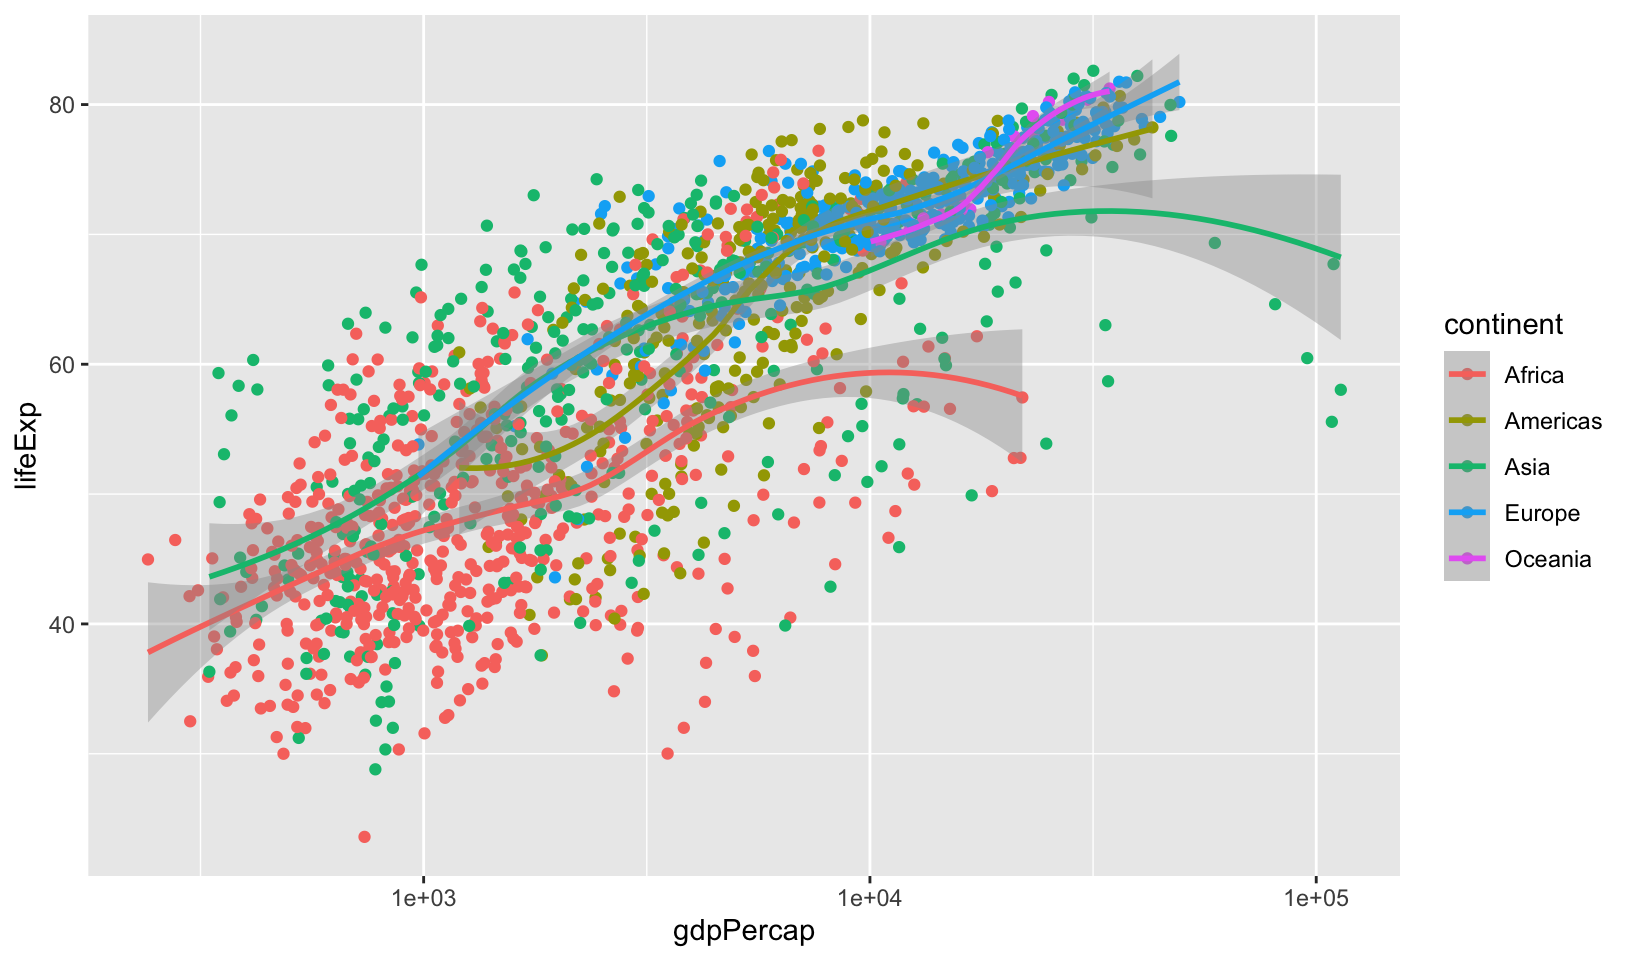 lifeExp
80
60
40
1e+03
1e+04
1e+05
gdpPercap
continent
Africa
Americas
Asia
Europe
Oceania